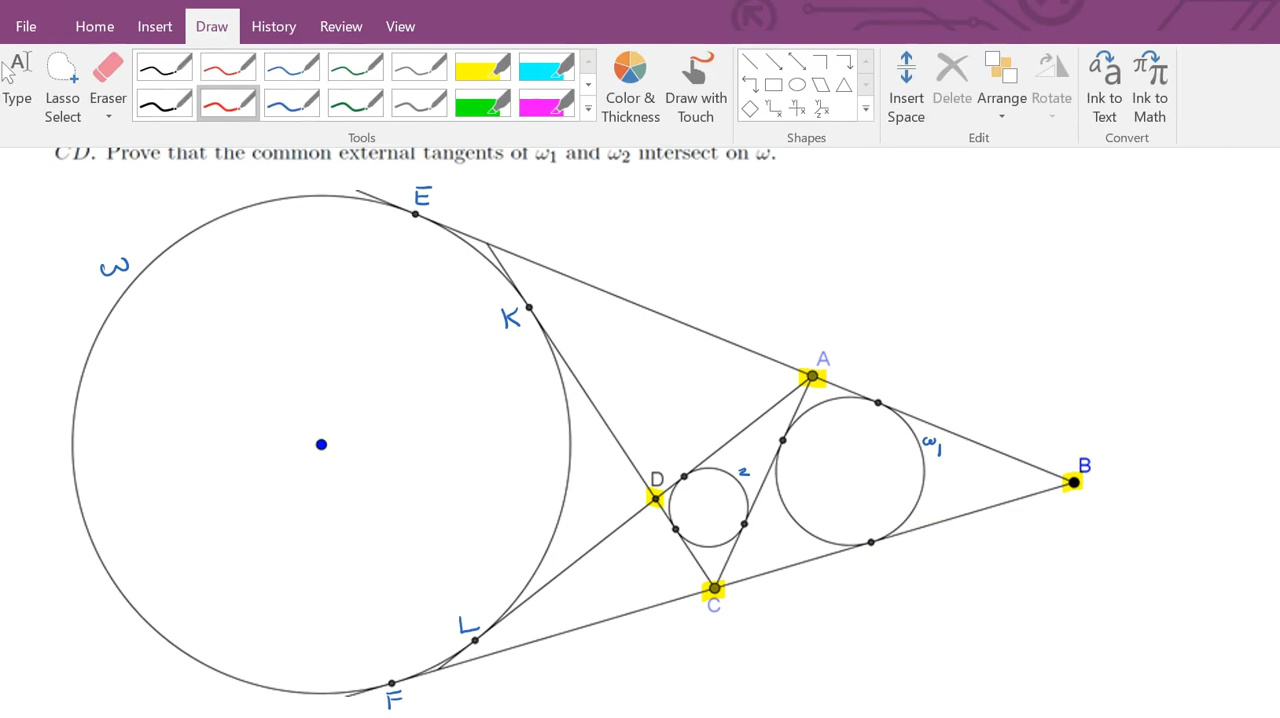 File Home Insert Draw History Review View
Type Lasso Select Eraser Color & Thickness Draw with Touch Insert Space Delete Arrange Rotate Ink to Text Ink to Math
Tools Shapes Edit Convert
CD. Prove that the common external tangents of ω₁ and ω₂ intersect on ω.
E
ω
K
A
ω₁
B
D
2
C
L
F